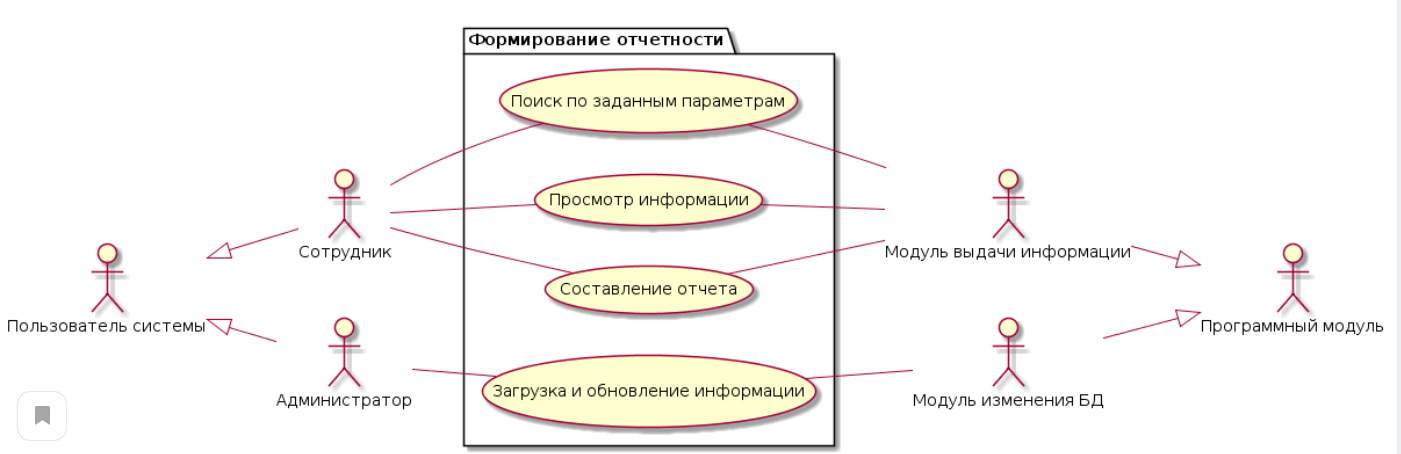 Формирование отчетности
Поиск по заданным параметрам
Просмотр информации
Сотрудник
Модуль выдачи информации
Составление отчета
Пользователь системы
Программный модуль
Загрузка и обновление информации
Администратор
Модуль изменения БД